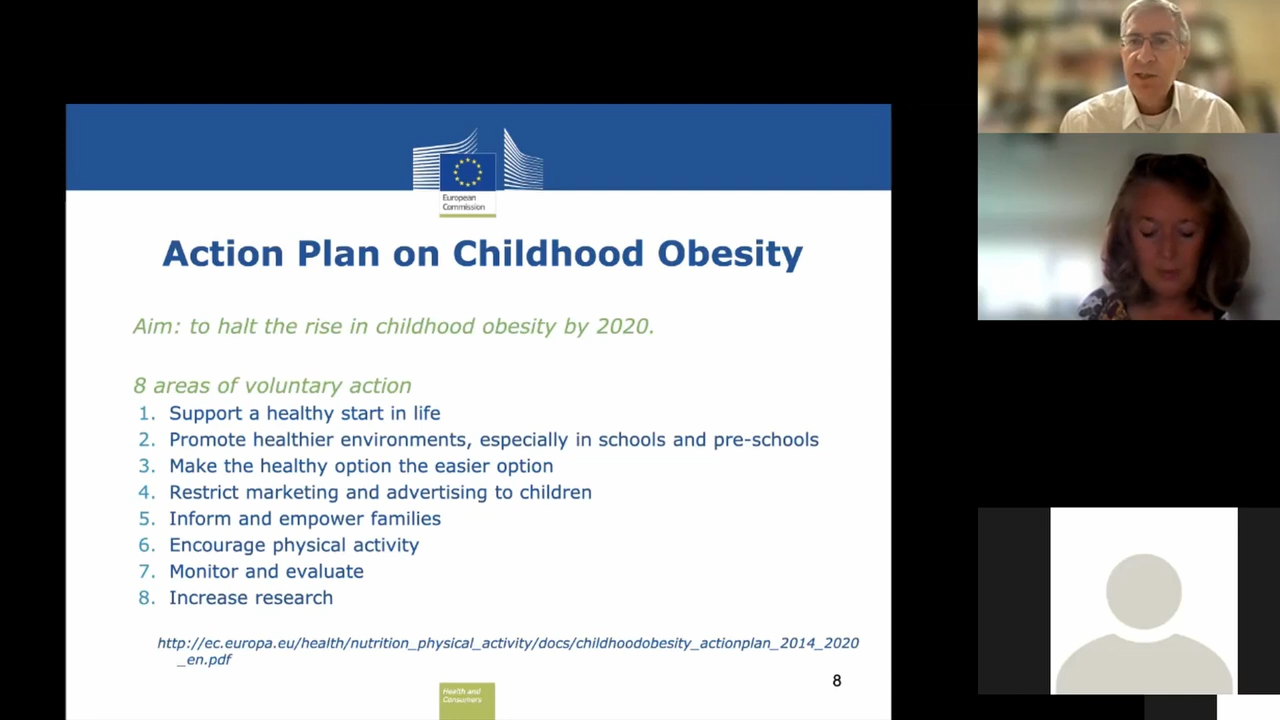 European
Commission
Action Plan on Childhood Obesity
Aim: to halt the rise in childhood obesity by 2020.
8 areas of voluntary action
1. Support a healthy start in life
2. Promote healthier environments, especially in schools and pre-schools
3. Make the healthy option the easier option
4. Restrict marketing and advertising to children
5. Inform and empower families
6. Encourage physical activity
7. Monitor and evaluate
8. Increase research
http://ec.europa.eu/health/nutrition_physical_activity/docs/childhoodobesity_actionplan_2014_2020
_en.pdf
8
Health and
Consumers